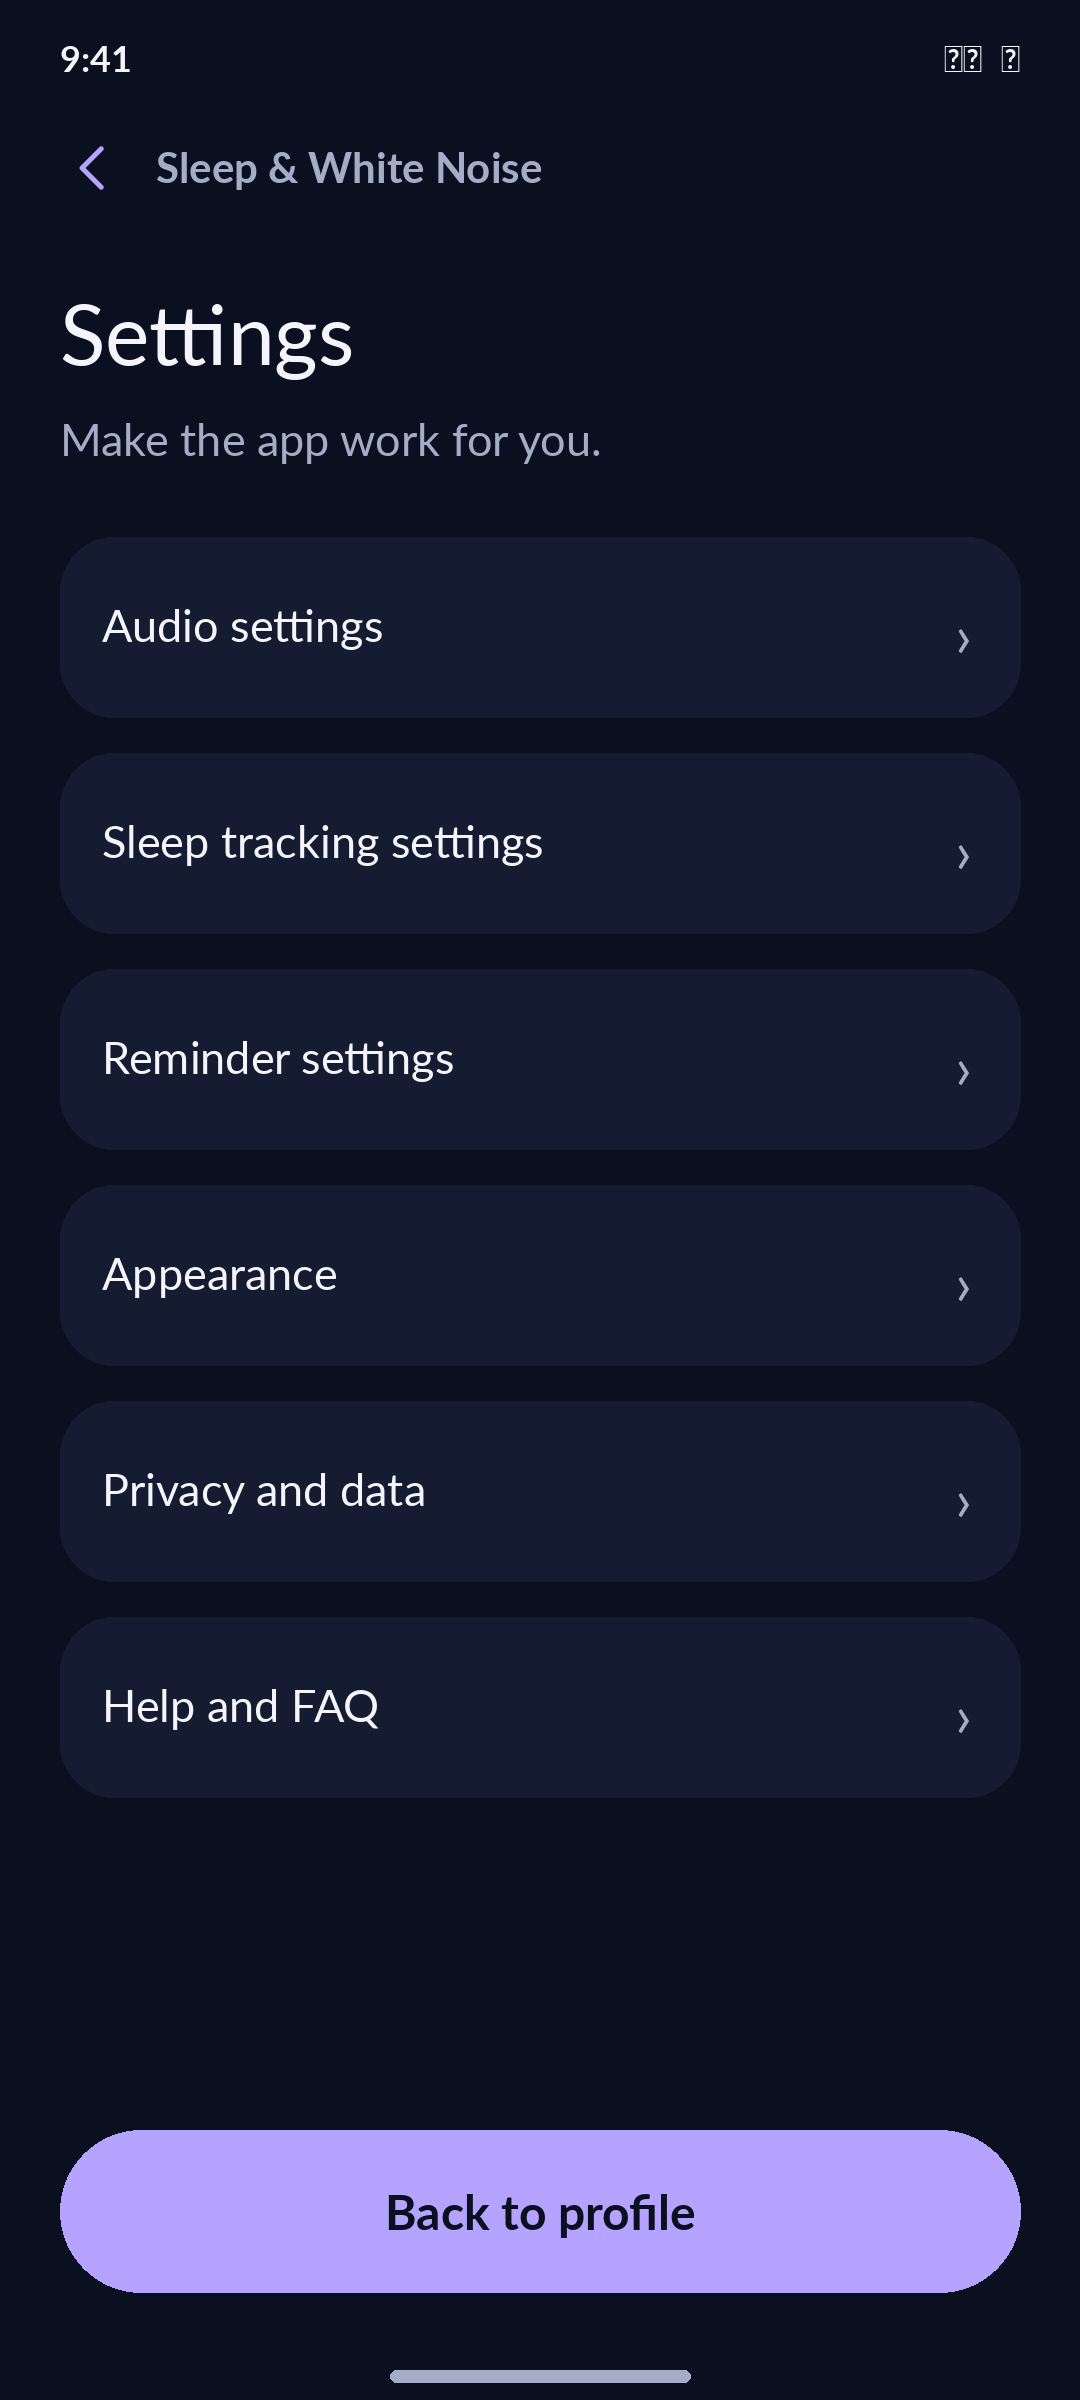 9:41
Sleep & White Noise
Settings
Make the app work for you.
Audio settings
Sleep tracking settings
Reminder settings
Appearance
Privacy and data
Help and FAQ
Back to profile